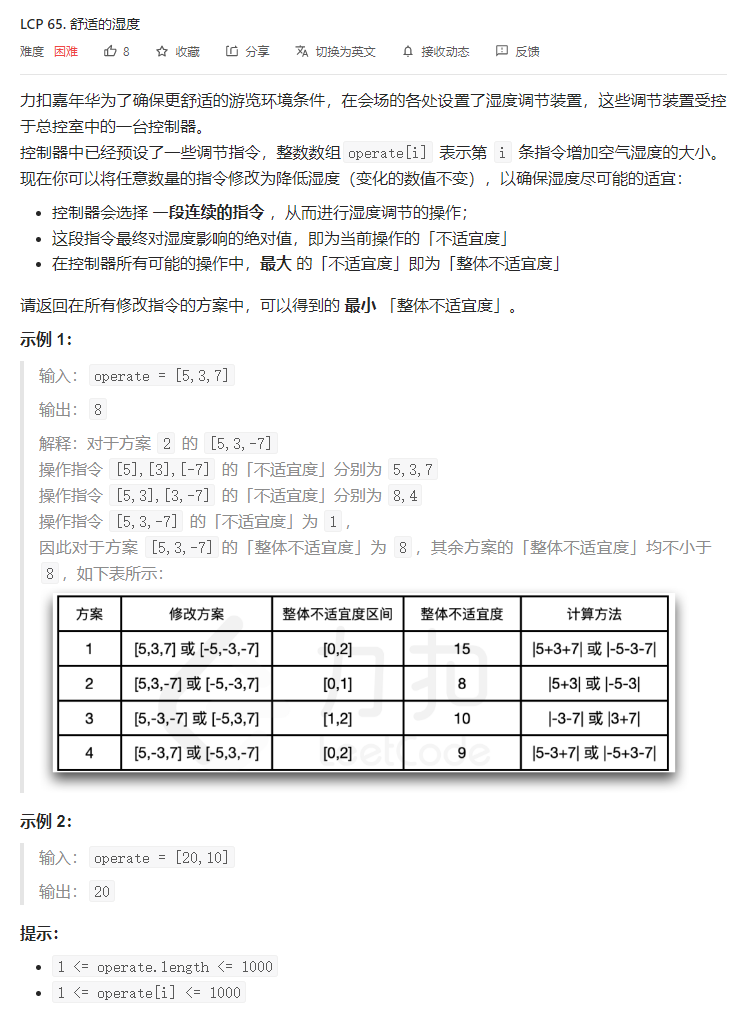 LCP 65. 舒适的湿度
难度 困难 8 收藏 分享 切换为英文 接收动态 反馈
力扣嘉年华为了确保更舒适的游览环境条件，在会场的各处设置了湿度调节装置，这些调节装置受控
于总控室中的一台控制器。
控制器中已经预设了一些调节指令，整数数组 operate[i] 表示第 i 条指令增加空气湿度的大小。
现在你可以将任意数量的指令修改为降低湿度（变化的数值不变），以确保湿度尽可能的适宜：
• 控制器会选择 一段连续的指令 ，从而进行湿度调节的操作；
• 这段指令最终对湿度影响的绝对值，即为当前操作的「不适宜度」
• 在控制器所有可能的操作中，最大 的「不适宜度」即为「整体不适宜度」
请返回在所有修改指令的方案中，可以得到的 最小 「整体不适宜度」。
示例 1：
输入： operate = [5,3,7]
输出： 8
解释：对于方案 2 的 [5,3,-7]
操作指令 [5],[3],[-7] 的「不适宜度」分别为 5,3,7
操作指令 [5,3],[3,-7] 的「不适宜度」分别为 8,4
操作指令 [5,3,-7] 的「不适宜度」为 1，
因此对于方案 [5,3,-7] 的「整体不适宜度」为 8，其余方案的「整体不适宜度」均不小于
8，如下表所示：
方案 修改方案 整体不适宜度区间 整体不适宜度 计算方法
1 [5,3,7] 或 [-5,-3,-7] [0,2] 15 |5+3+7| 或 |-5-3-7|
2 [5,3,-7] 或 [-5,-3,7] [0,1] 8 |5+3| 或 |-5-3|
3 [5,-3,-7] 或 [-5,3,7] [1,2] 10 |-3-7| 或 |3+7|
4 [5,-3,7] 或 [-5,3,-7] [0,2] 9 |5-3+7| 或 |-5+3-7|
力扣
LeetCode
示例 2：
输入： operate = [20,10]
输出： 20
提示：
• 1 <= operate.length <= 1000
• 1 <= operate[i] <= 1000